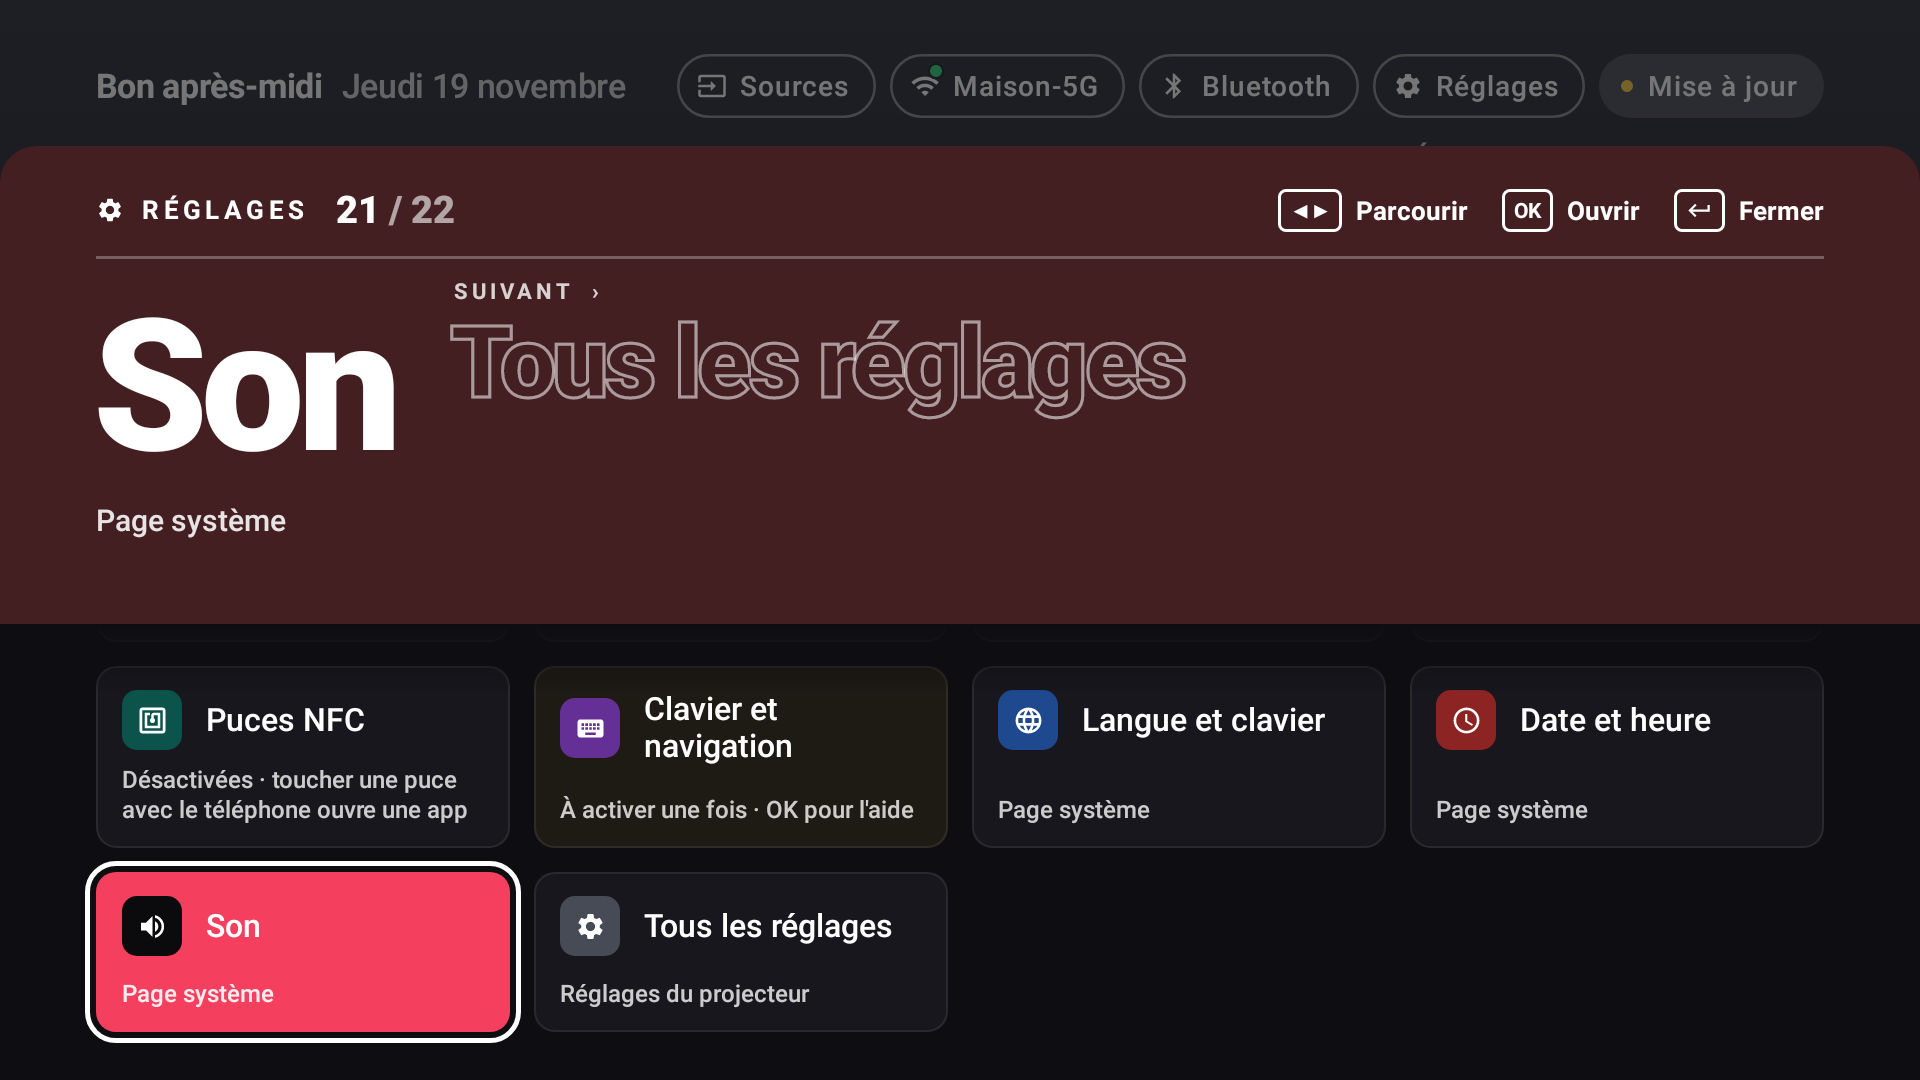 Bon après-midi Jeudi 19 novembre
Sources
Maison-5G
Bluetooth
Réglages
Mise à jour
RÉGLAGES 21 / 22
Parcourir
OK Ouvrir
Fermer
SUIVANT ›
Son
Tous les réglages
Page système
Puces NFC
Désactivées · toucher une puce
avec le téléphone ouvre une app
Clavier et
navigation
À activer une fois · OK pour l'aide
Langue et clavier
Page système
Date et heure
Page système
Son
Page système
Tous les réglages
Réglages du projecteur